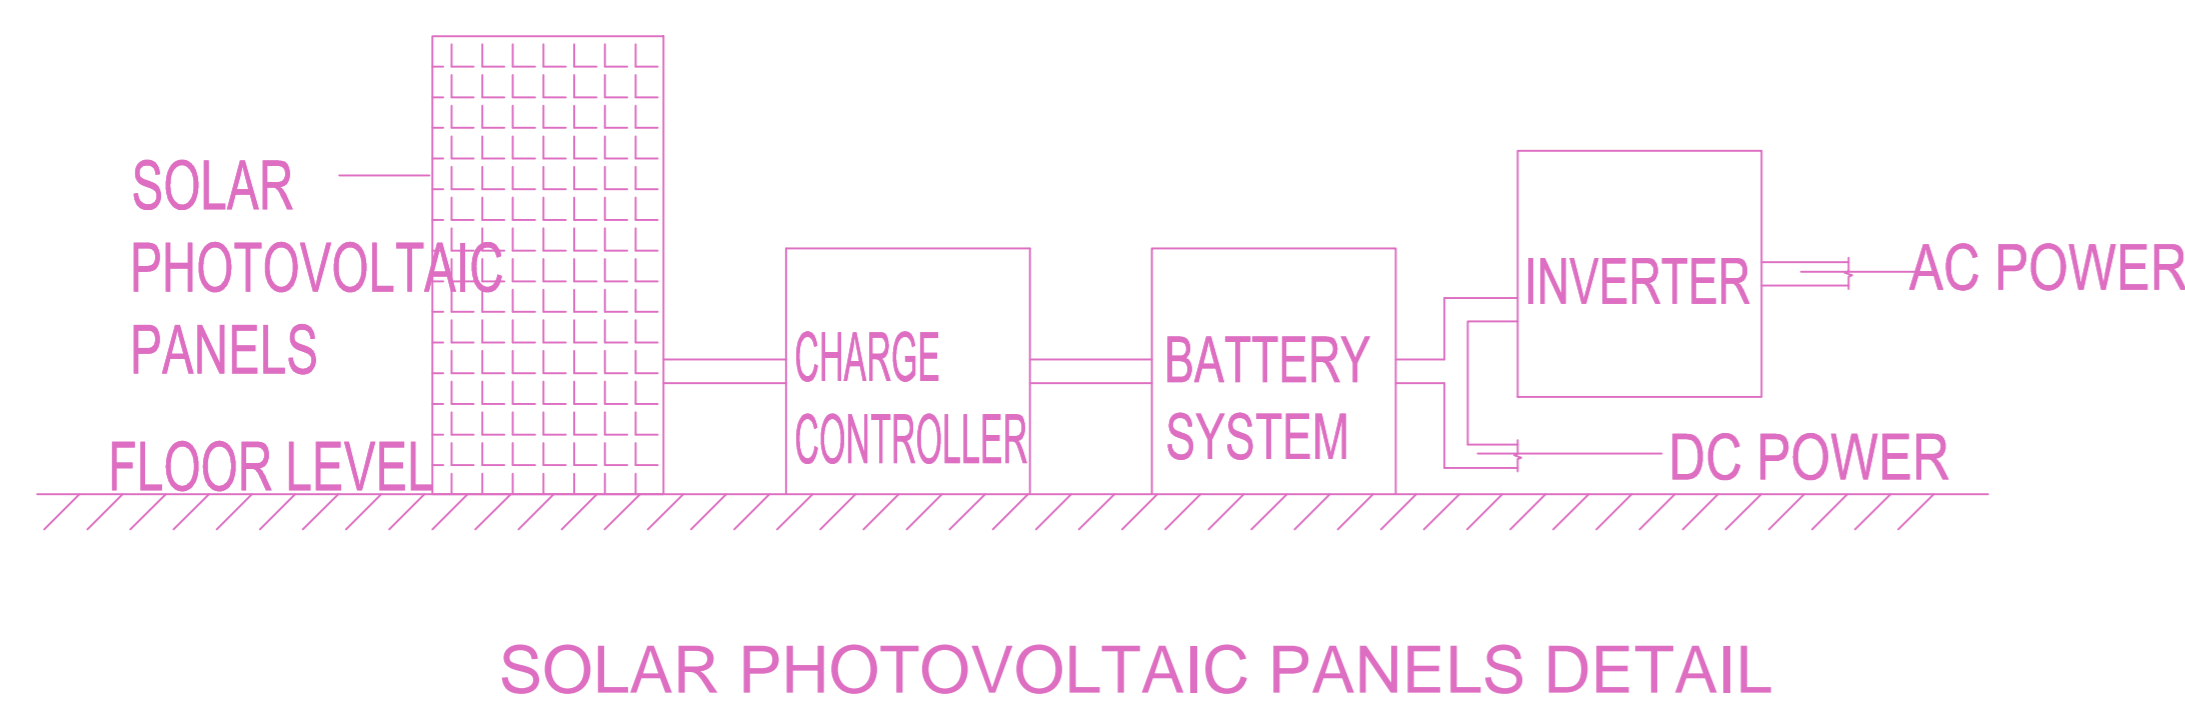 SOLAR
PHOTOVOLTAIC
PANELS
FLOOR LEVEL
CHARGE
CONTROLLER
BATTERY
SYSTEM
INVERTER
AC POWER
DC POWER
SOLAR PHOTOVOLTAIC PANELS DETAIL